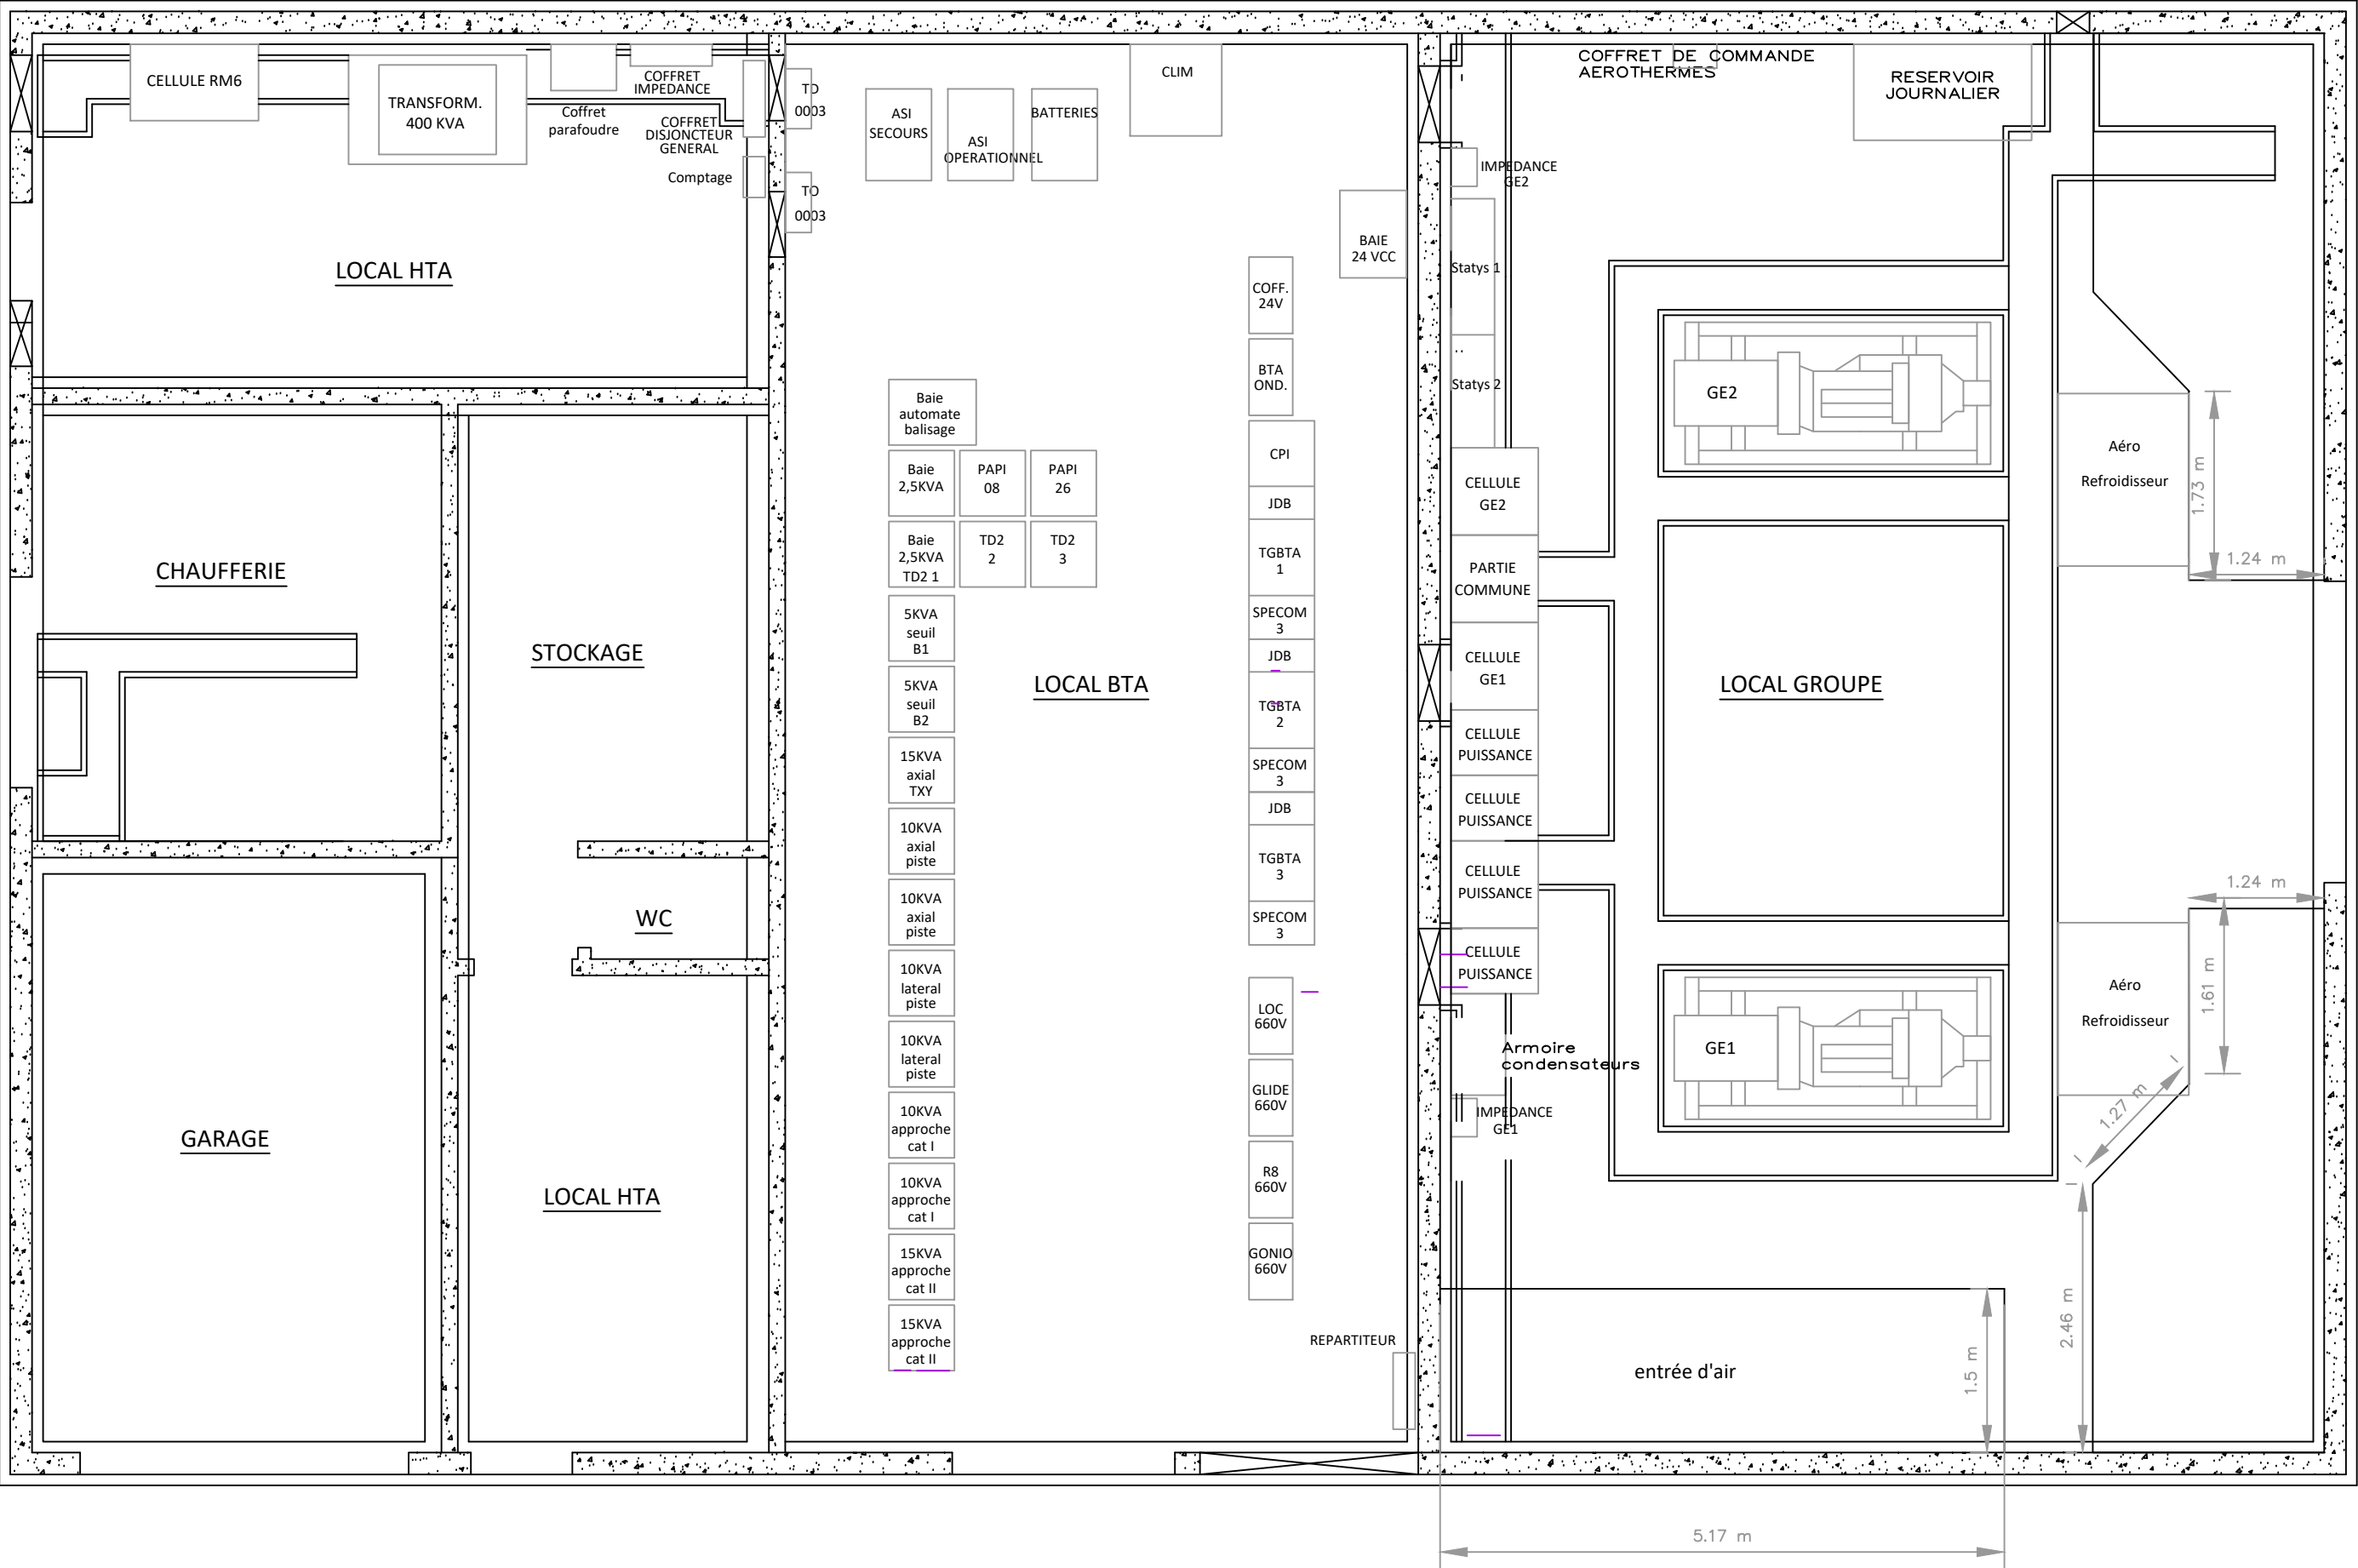 CELLULE RM6
TRANSFORM.
400 KVA
Coffret
parafoudre
COFFRET
IMPEDANCE
COFFRET
DISJONCTEUR
GENERAL
Comptage
TD
0003
TO
0003
LOCAL HTA
ASI
SECOURS
ASI
OPERATIONNEL
BATTERIES
CLIM
BAIE
24 VCC
COFF.
24V
BTA
OND.
CPI
JDB
TGBTA
1
SPECOM
3
JDB
TGBTA
2
SPECOM
3
JDB
TGBTA
3
SPECOM
3
LOC
660V
GLIDE
660V
R8
660V
GONIO
660V
REPARTITEUR
Baie
automate
balisage
Baie
2,5KVA
PAPI
08
PAPI
26
Baie
2,5KVA
TD2 1
TD2
2
TD2
3
5KVA
seuil
B1
5KVA
seuil
B2
15KVA
axial
TXY
10KVA
axial
piste
10KVA
axial
piste
10KVA
lateral
piste
10KVA
lateral
piste
10KVA
approche
cat I
10KVA
approche
cat I
15KVA
approche
cat II
15KVA
approche
cat II
LOCAL BTA
CHAUFFERIE
STOCKAGE
WC
GARAGE
LOCAL HTA
COFFRET DE COMMANDE
AEROTHERMES
RESERVOIR
JOURNALIER
IMPEDANCE
GE2
Statys 1
Statys 2
CELLULE
GE2
PARTIE
COMMUNE
CELLULE
GE1
CELLULE
PUISSANCE
CELLULE
PUISSANCE
CELLULE
PUISSANCE
CELLULE
PUISSANCE
Armoire
condensateurs
IMPEDANCE
GE1
GE2
LOCAL GROUPE
GE1
Aéro
Refroidisseur
1.73 m
1.24 m
1.24 m
Aéro
Refroidisseur
1.61 m
1.27 m
2.46 m
1.5 m
entrée d'air
5.17 m